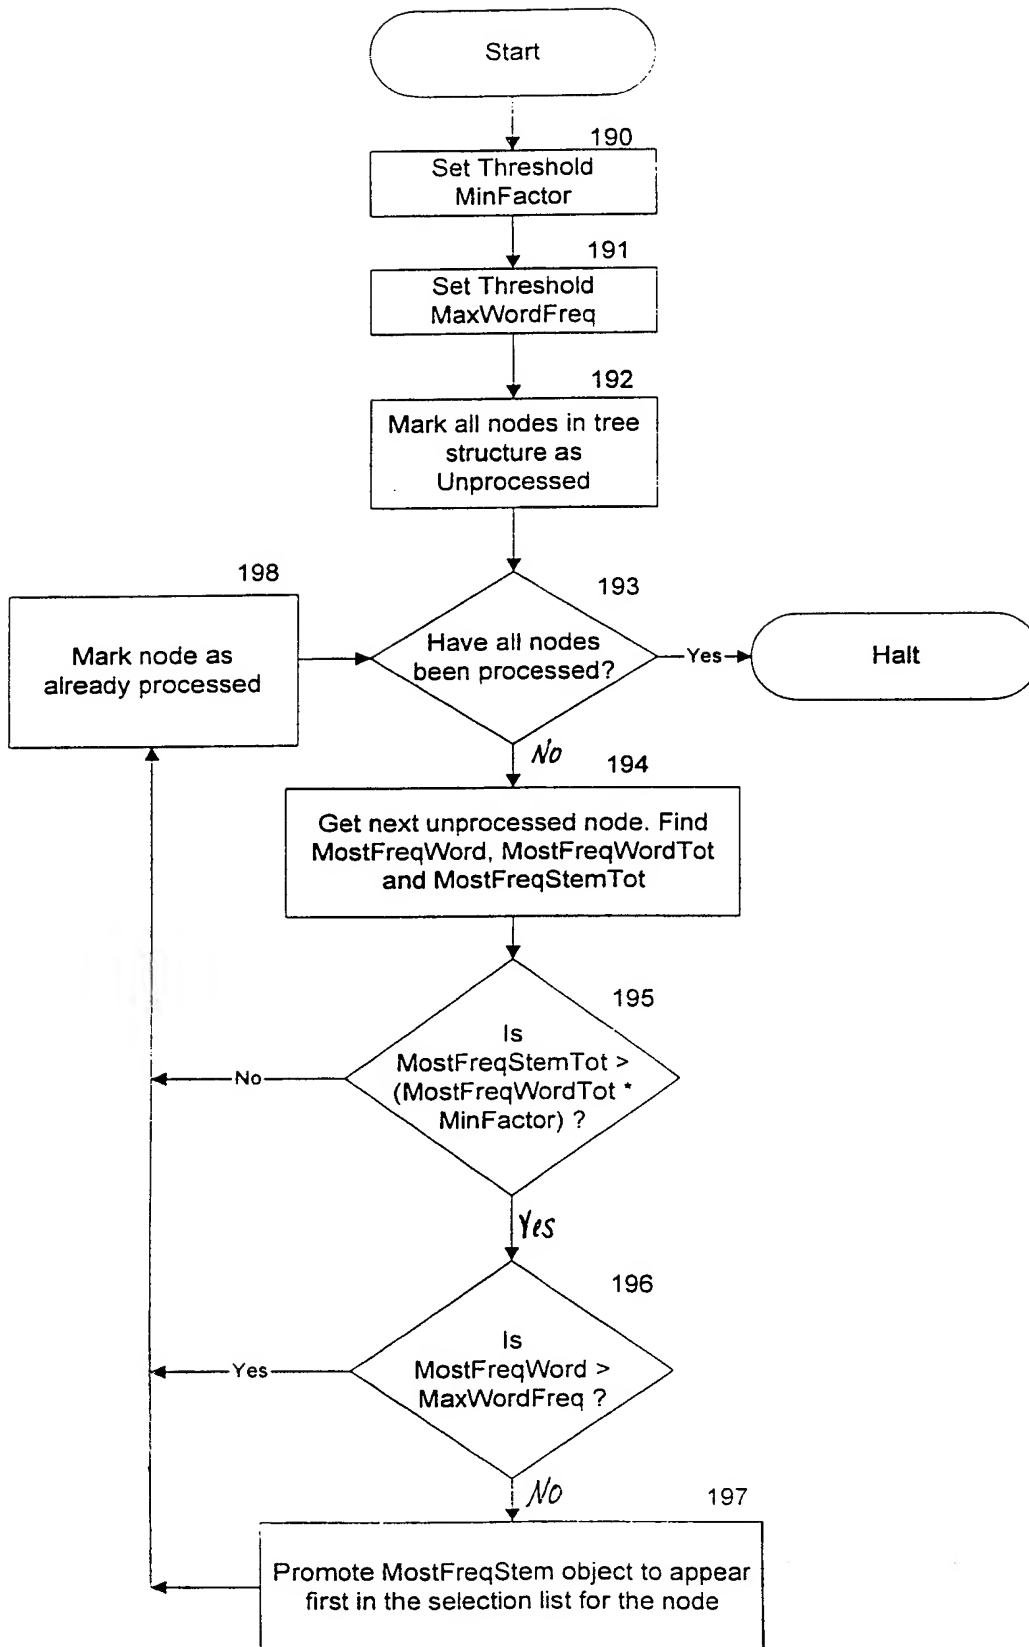 Start
190
Set Threshold
MinFactor
191
Set Threshold
MaxWordFreq
192
Mark all nodes in tree
structure as
Unprocessed
198
Mark node as
already processed
193
Have all nodes
been processed?
Yes
Halt
No
194
Get next unprocessed node. Find
MostFreqWord, MostFreqWordTot
and MostFreqStemTot
195
Is
MostFreqStemTot >
(MostFreqWordTot *
MinFactor) ?
No
Yes
196
Is
MostFreqWord >
MaxWordFreq ?
Yes
NO
197
Promote MostFreqStem object to appear
first in the selection list for the node